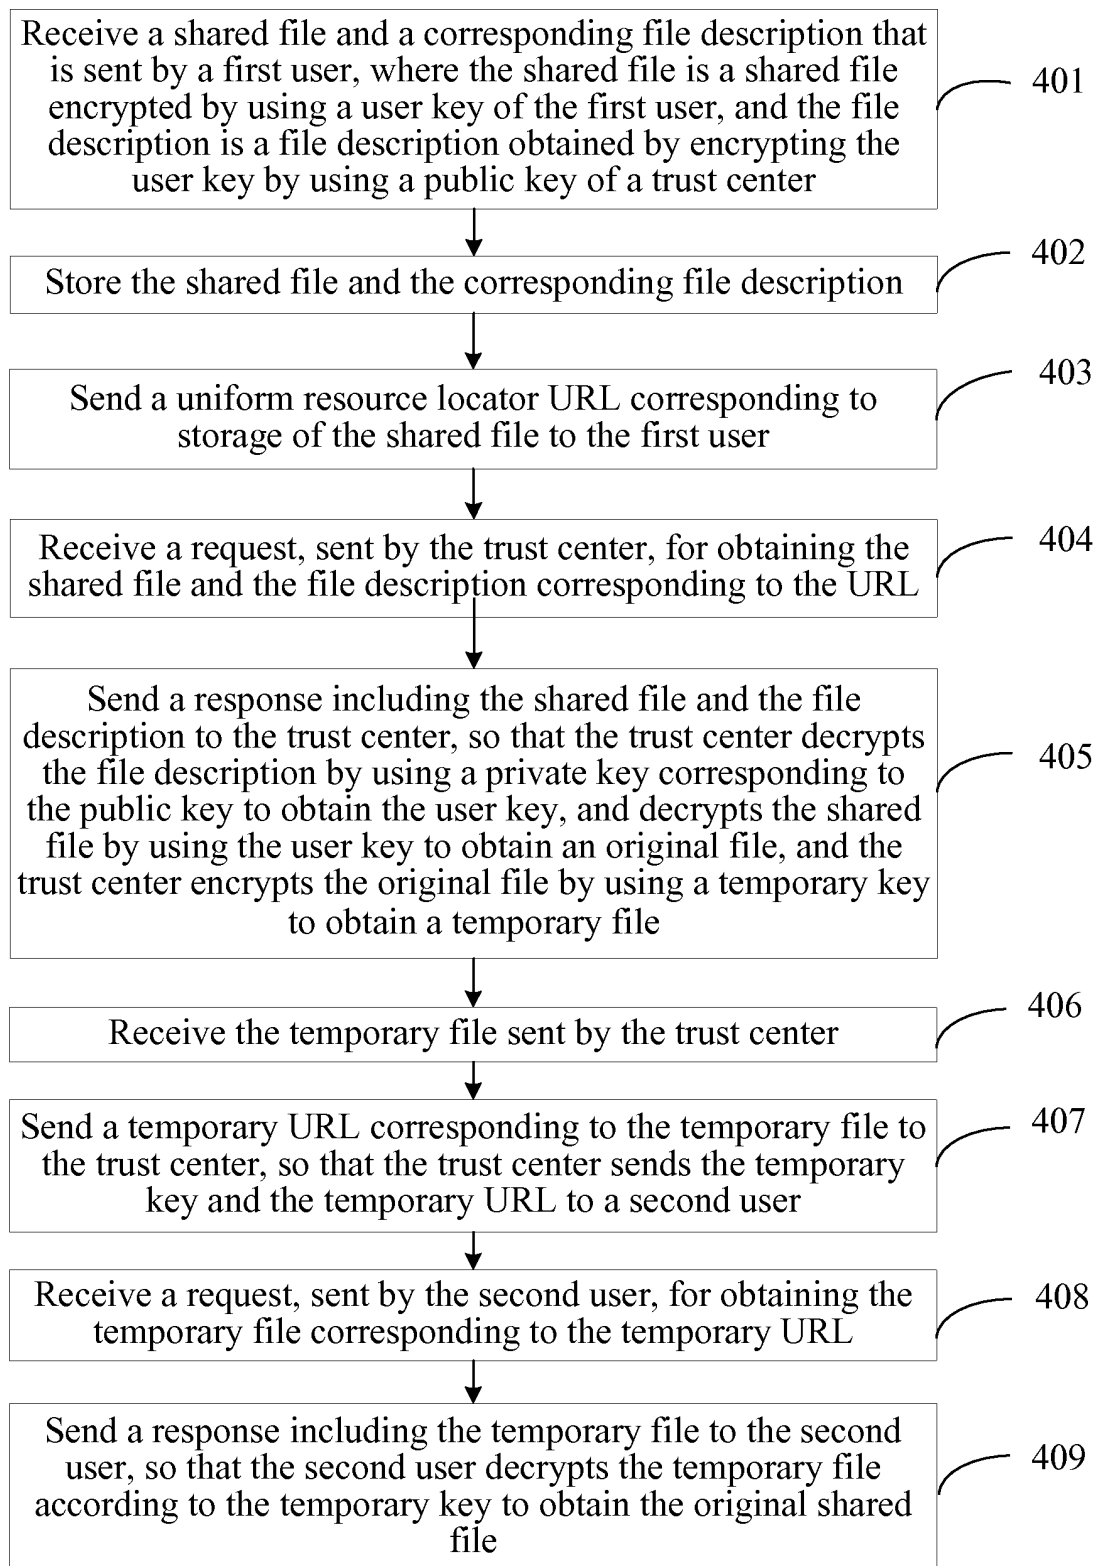 Receive a shared file and a corresponding file description that
is sent by a first user, where the shared file is a shared file
encrypted by using a user key of the first user, and the file
description is a file description obtained by encrypting the
user key by using a public key of a trust center
401
Store the shared file and the corresponding file description
402
Send a uniform resource locator URL corresponding to
storage of the shared file to the first user
403
Receive a request, sent by the trust center, for obtaining the
shared file and the file description corresponding to the URL
404
Send a response including the shared file and the file
description to the trust center, so that the trust center decrypts
the file description by using a private key corresponding to
the public key to obtain the user key, and decrypts the shared
file by using the user key to obtain an original file, and the
trust center encrypts the original file by using a temporary key
to obtain a temporary file
405
Receive the temporary file sent by the trust center
406
Send a temporary URL corresponding to the temporary file to
the trust center, so that the trust center sends the temporary
key and the temporary URL to a second user
407
Receive a request, sent by the second user, for obtaining the
temporary file corresponding to the temporary URL
408
Send a response including the temporary file to the second
user, so that the second user decrypts the temporary file
according to the temporary key to obtain the original shared
file
409